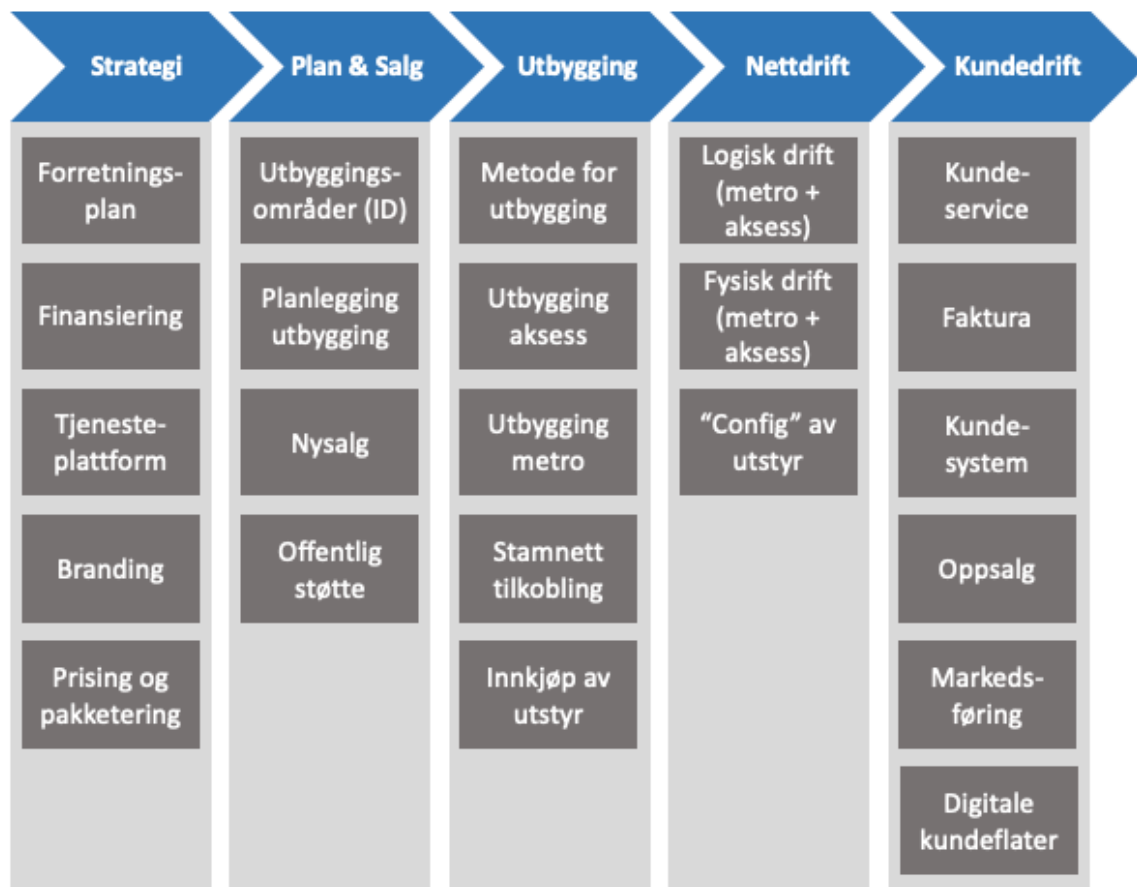 Strategi
Plan & Salg
Utbygging
Nettdrift
Kundedrift
Forretnings-
plan
Finansiering
Tjeneste-
plattform
Branding
Prising og
pakketering
Utbyggings-
områder (ID)
Planlegging
utbygging
Nysalg
Offentlig
støtte
Metode for
utbygging
Utbygging
aksess
Utbygging
metro
Stamnett
tilkobling
Innkjøp av
utstyr
Logisk drift
(metro +
aksess)
Fysisk drift
(metro +
aksess)
“Config” av
utstyr
Kunde-
service
Faktura
Kunde-
system
Oppsalg
Markeds-
føring
Digitale
kundeflater